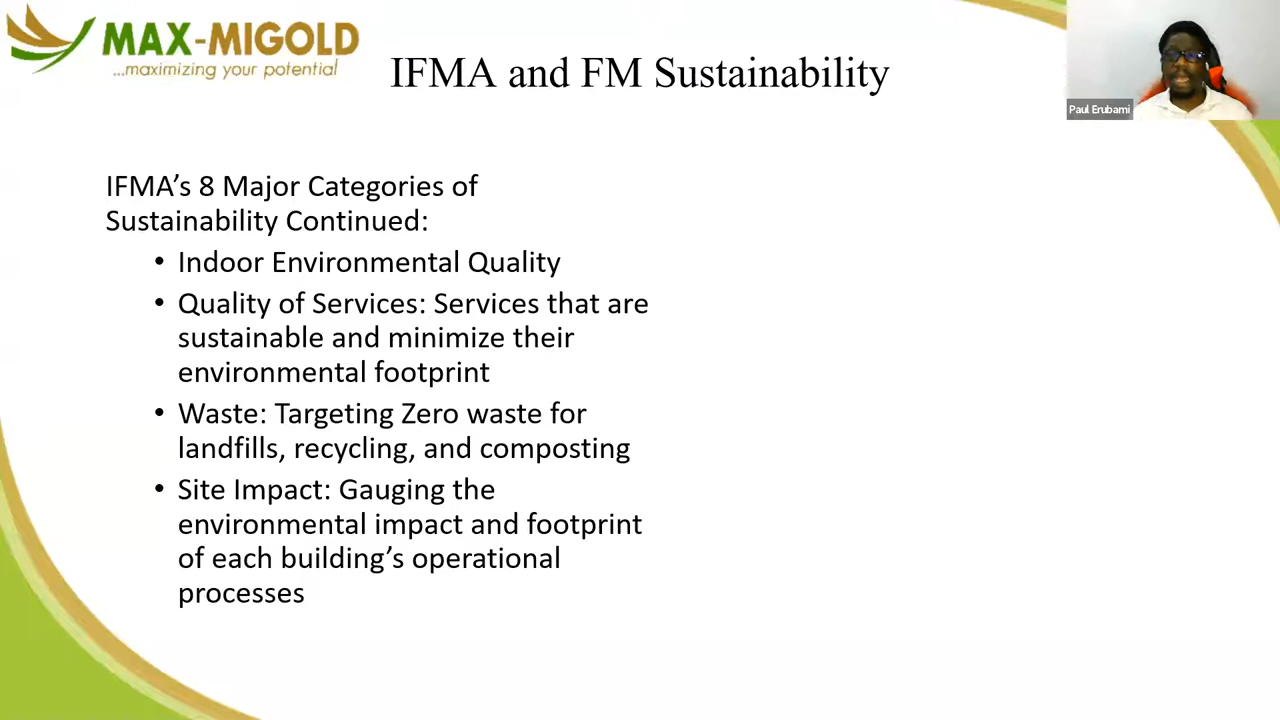 MAX-MIGOLD
...maximizing your potential
IFMA and FM Sustainability
Paul Erubami
IFMA’s 8 Major Categories of
Sustainability Continued:
• Indoor Environmental Quality
• Quality of Services: Services that are
sustainable and minimize their
environmental footprint
• Waste: Targeting Zero waste for
landfills, recycling, and composting
• Site Impact: Gauging the
environmental impact and footprint
of each building’s operational
processes